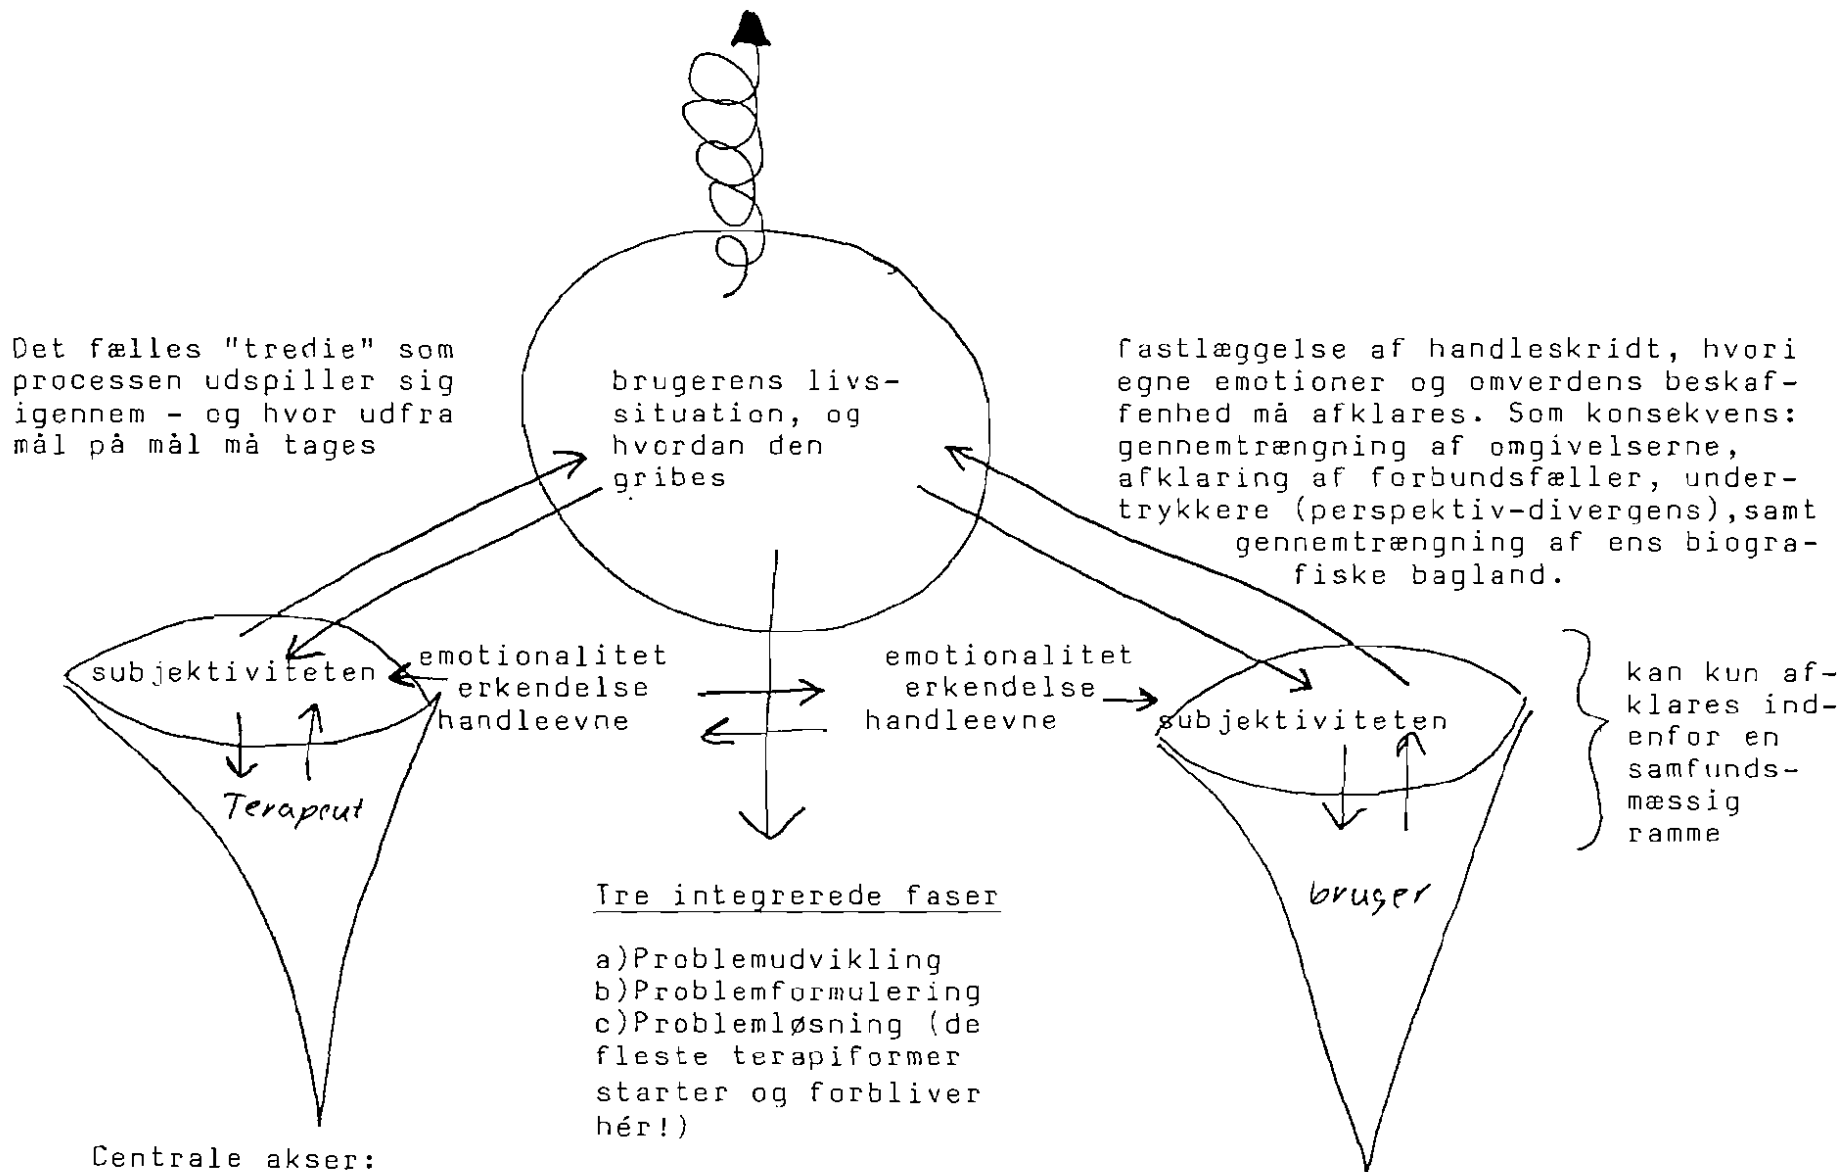 Det fælles "tredie" som
processen udspiller sig
igennem - og hvor udfra
mål på mål må tages
brugerens livs-
situation, og
hvordan den
gribes
fastlæggelse af handleskridt, hvori
egne emotioner og omverdens beskaf-
fenhed må afklares. Som konsekvens:
gennemtrængning af omgivelserne,
afklaring af forbundsfæller, under-
trykkere (perspektiv-divergens),samt
gennemtrængning af ens biogra-
fiske bagland.
subjektiviteten
emotionalitet
erkendelse
handleevne
emotionalitet
erkendelse
handleevne
subjektiviteten
kan kun af-
klares ind-
enfor en
samfunds-
mæssig
ramme
Terapeut
bruger
Tre integrerede faser
a)Problemudvikling
b)Problemformulering
c)Problemløsning (de
fleste terapiformer
starter og forbliver
hér!)
Centrale akser: